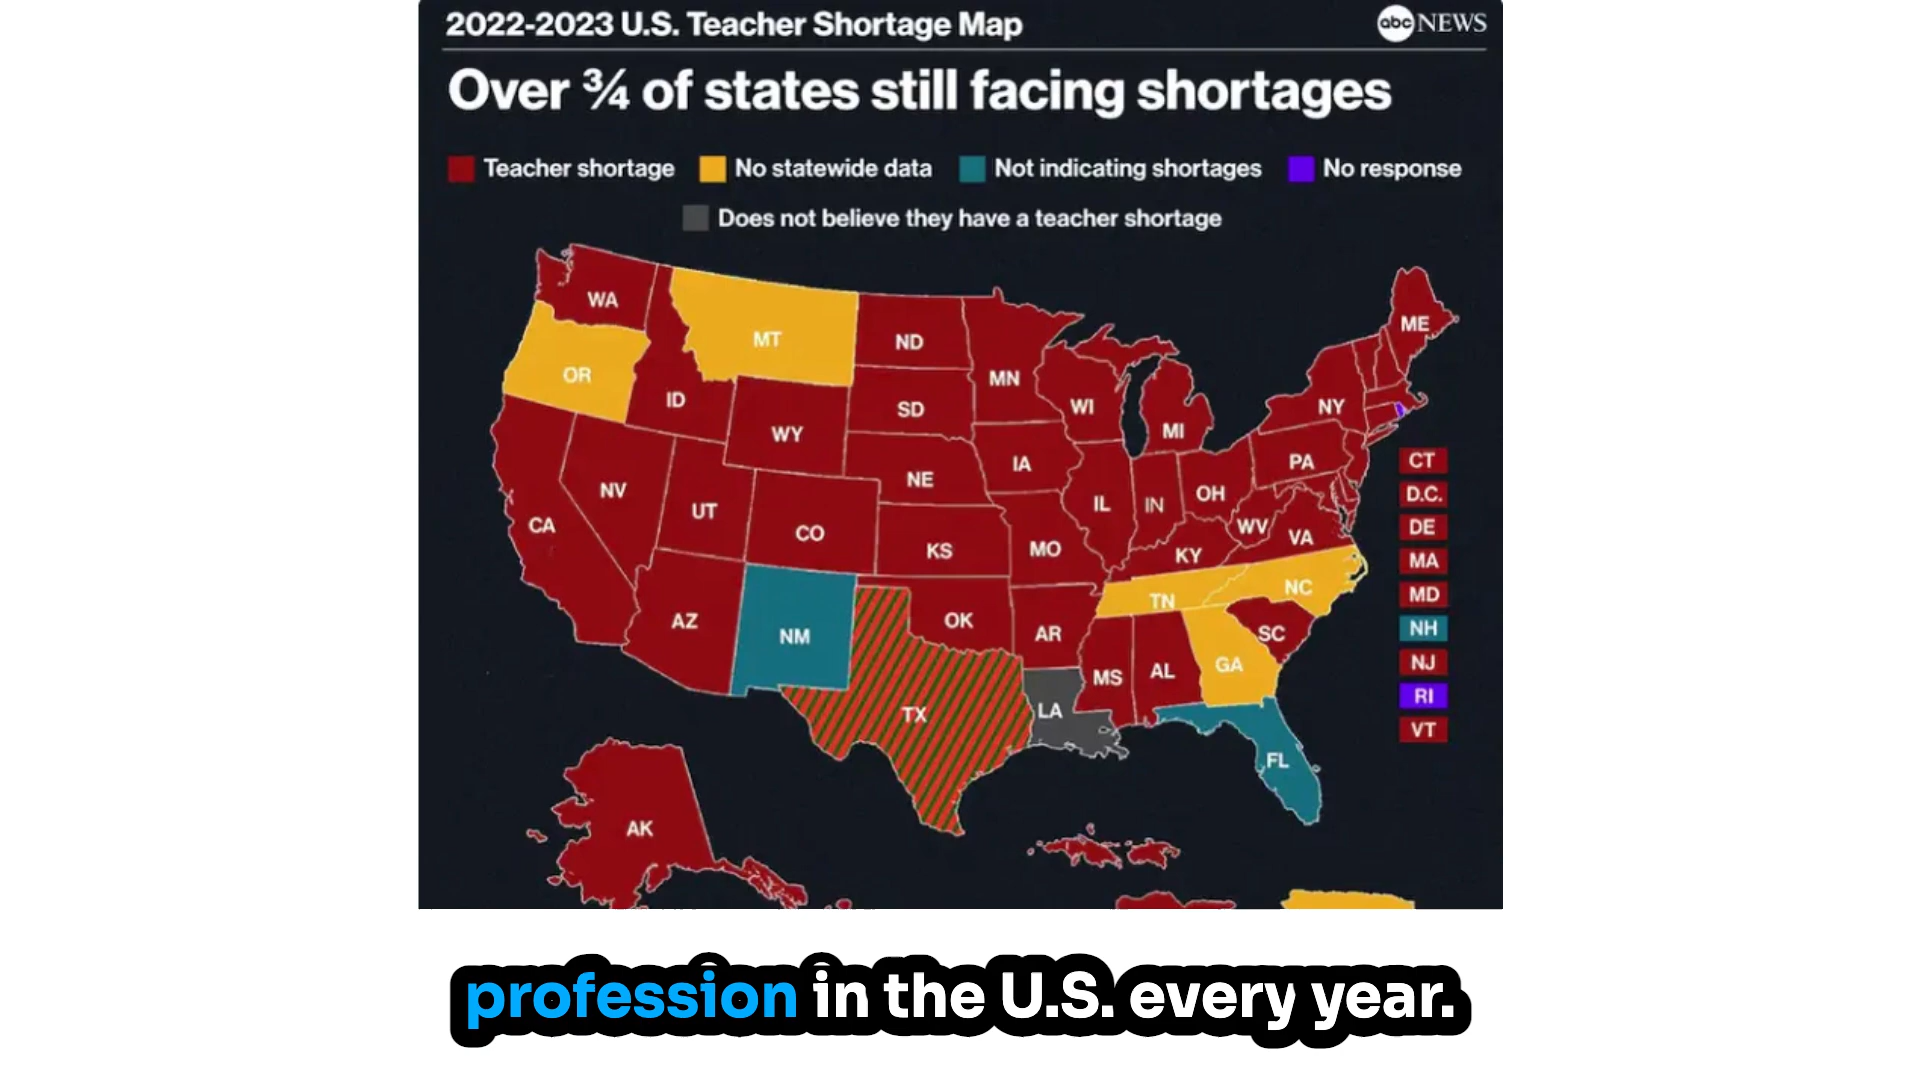 2022-2023 U.S. Teacher Shortage Map
abc NEWS
Over ¾ of states still facing shortages
Teacher shortage
No statewide data
Not indicating shortages
No response
Does not believe they have a teacher shortage
WA
MT
ND
MN
ME
OR
ID
SD
WI
MI
NY
WY
NE
IA
PA
NV
UT
CO
KS
MO
IL
IN
OH
WV
VA
KY
CA
AZ
NM
OK
AR
TN
NC
SC
TX
LA
MS
AL
GA
FL
AK
CT
D.C.
DE
MA
MD
NH
NJ
RI
VT
profession in the U.S. every year.